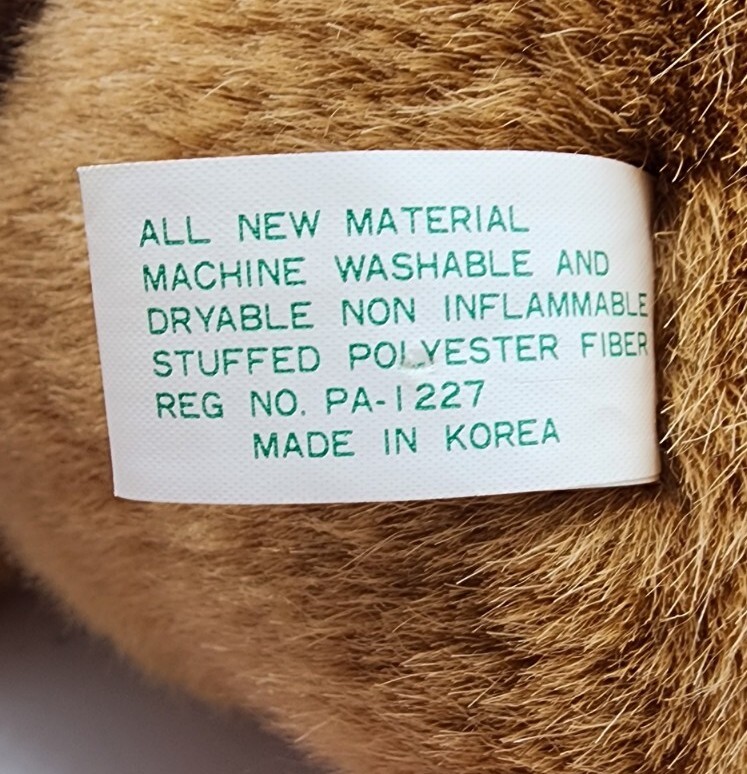 ALL NEW MATERIAL
MACHINE WASHABLE AND
DRYABLE NON INFLAMMABLE
STUFFED POLYESTER FIBER
REG NO. PA-1227
MADE IN KOREA